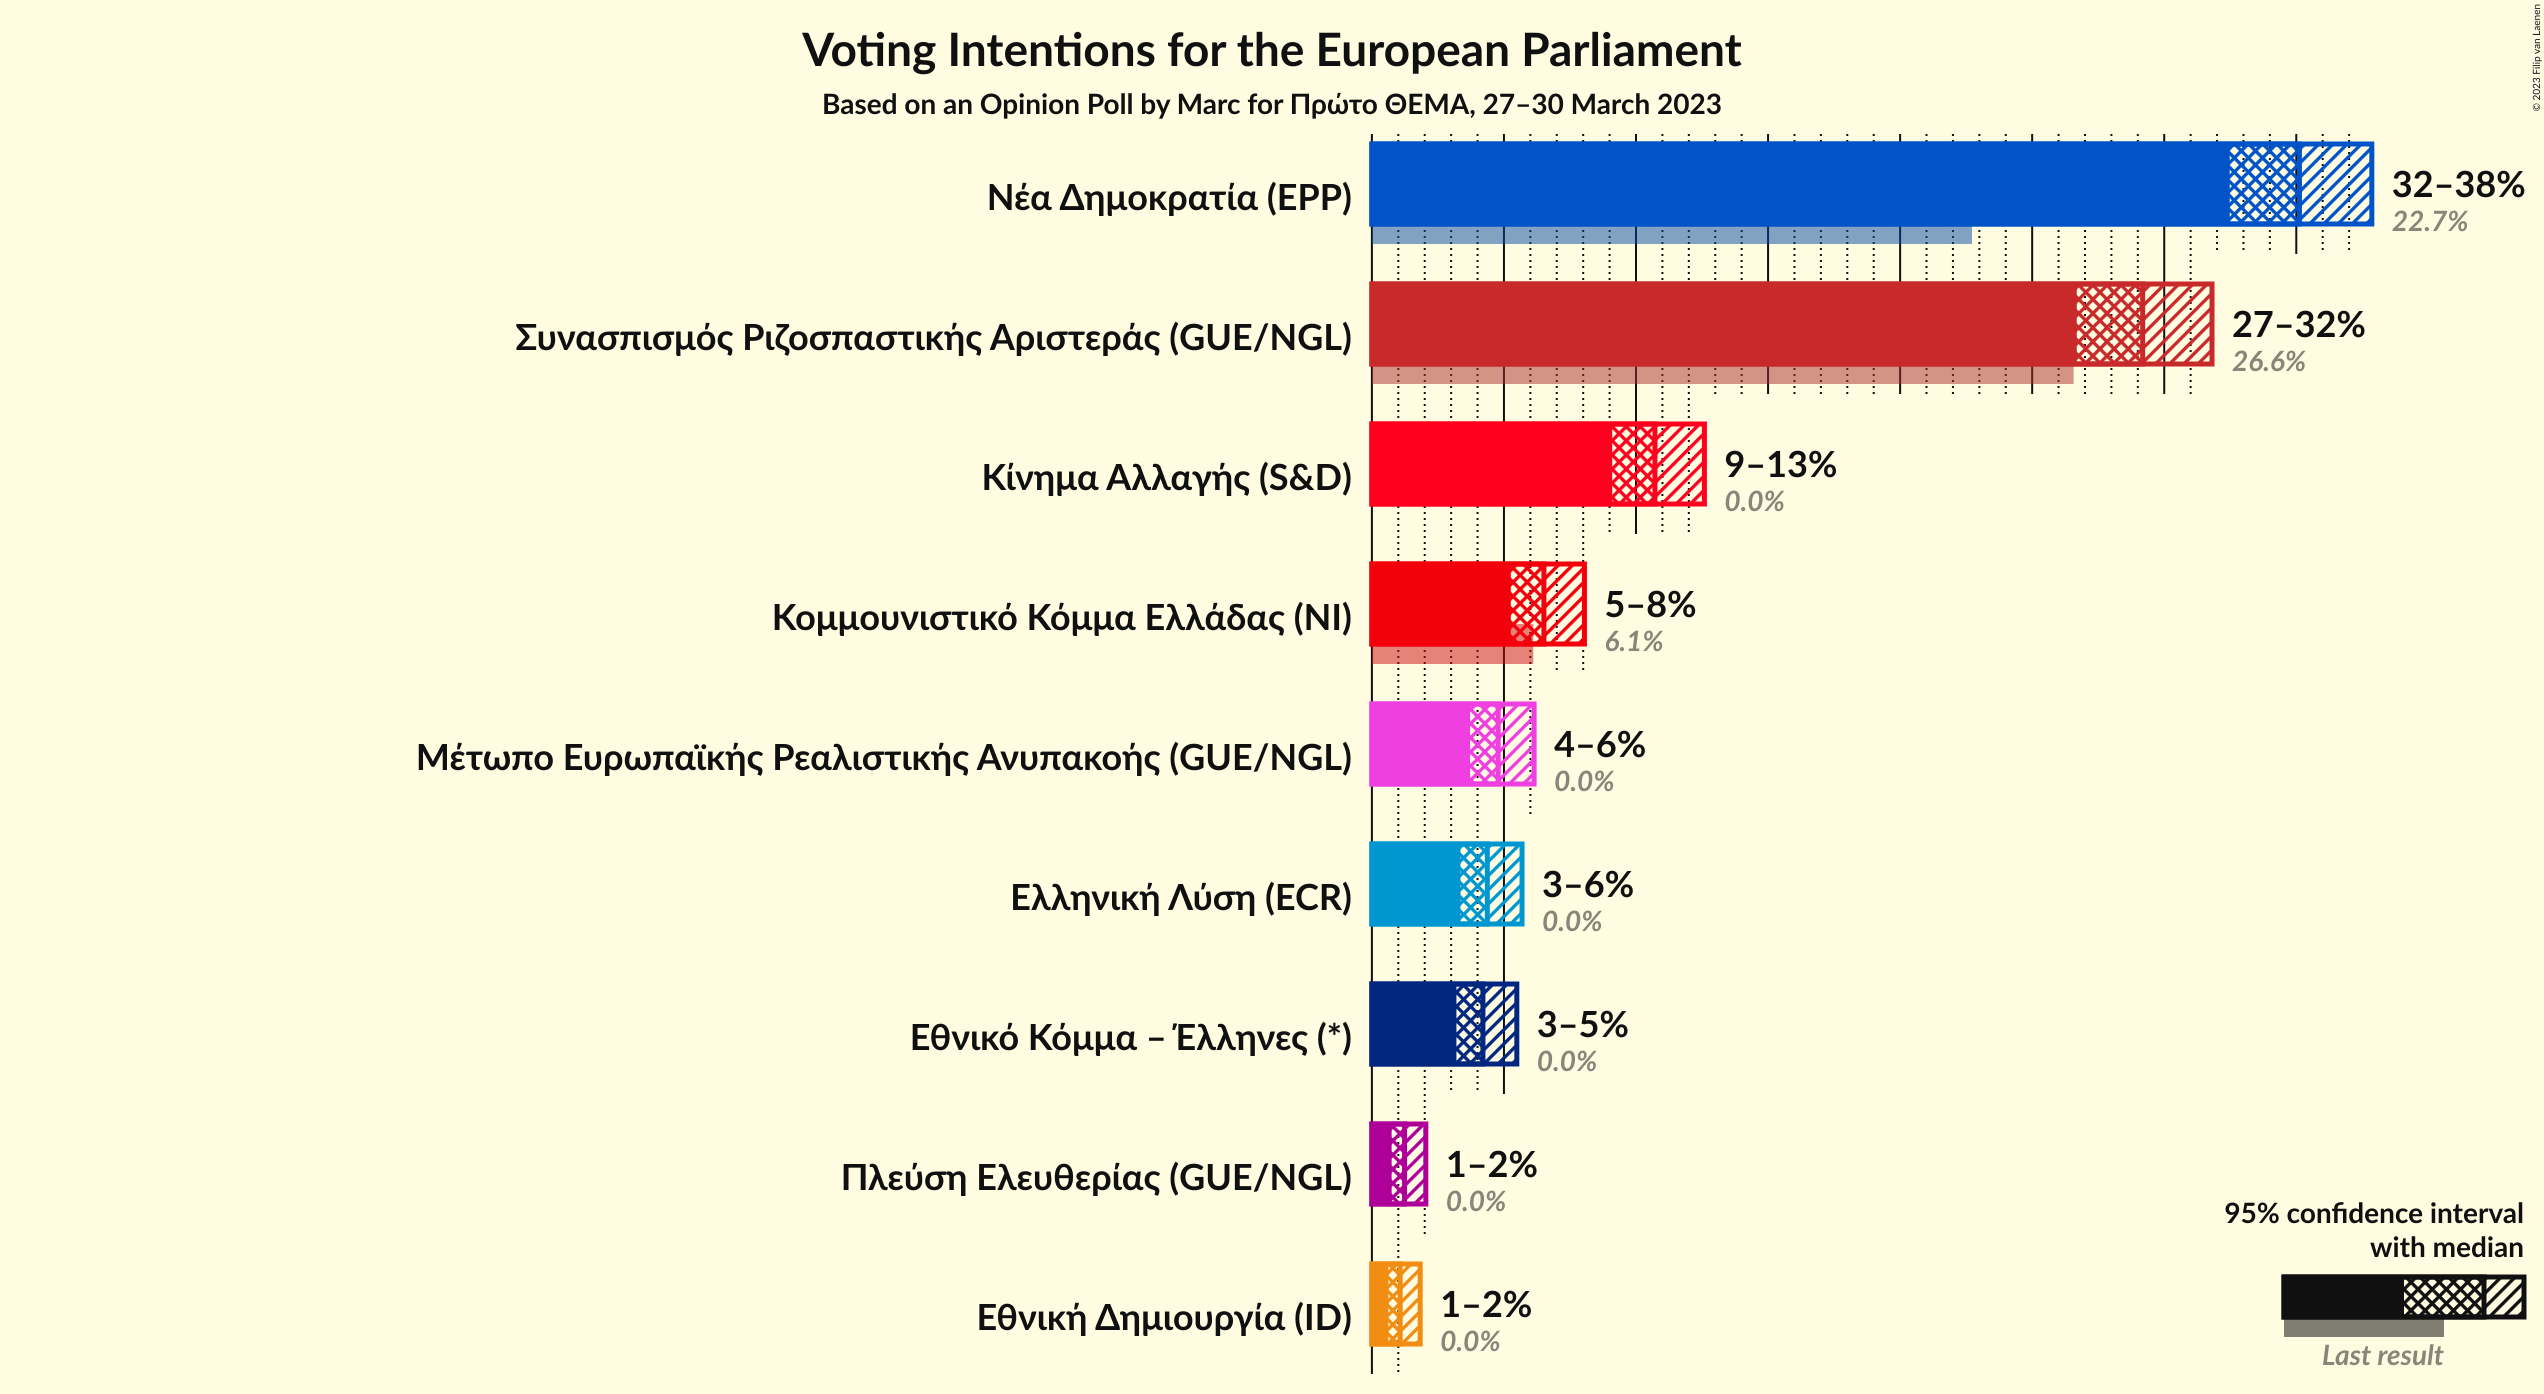 Voting Intentions for the European Parliament
Based on an Opinion Poll by Marc for Πρώτο ΘΕΜΑ, 27–30 March 2023
© 2023 Filip van Laenen
Νέα Δημοκρατία (EPP)
32–38%
22.7%
Συνασπισμός Ριζοσπαστικής Αριστεράς (GUE/NGL)
27–32%
26.6%
Κίνημα Αλλαγής (S&D)
9–13%
0.0%
Κομμουνιστικό Κόμμα Ελλάδας (NI)
5–8%
6.1%
Μέτωπο Ευρωπαϊκής Ρεαλιστικής Ανυπακοής (GUE/NGL)
4–6%
0.0%
Ελληνική Λύση (ECR)
3–6%
0.0%
Εθνικό Κόμμα – Έλληνες (*)
3–5%
0.0%
Πλεύση Ελευθερίας (GUE/NGL)
1–2%
0.0%
Εθνική Δημιουργία (ID)
1–2%
0.0%
95% confidence interval
with median
Last result